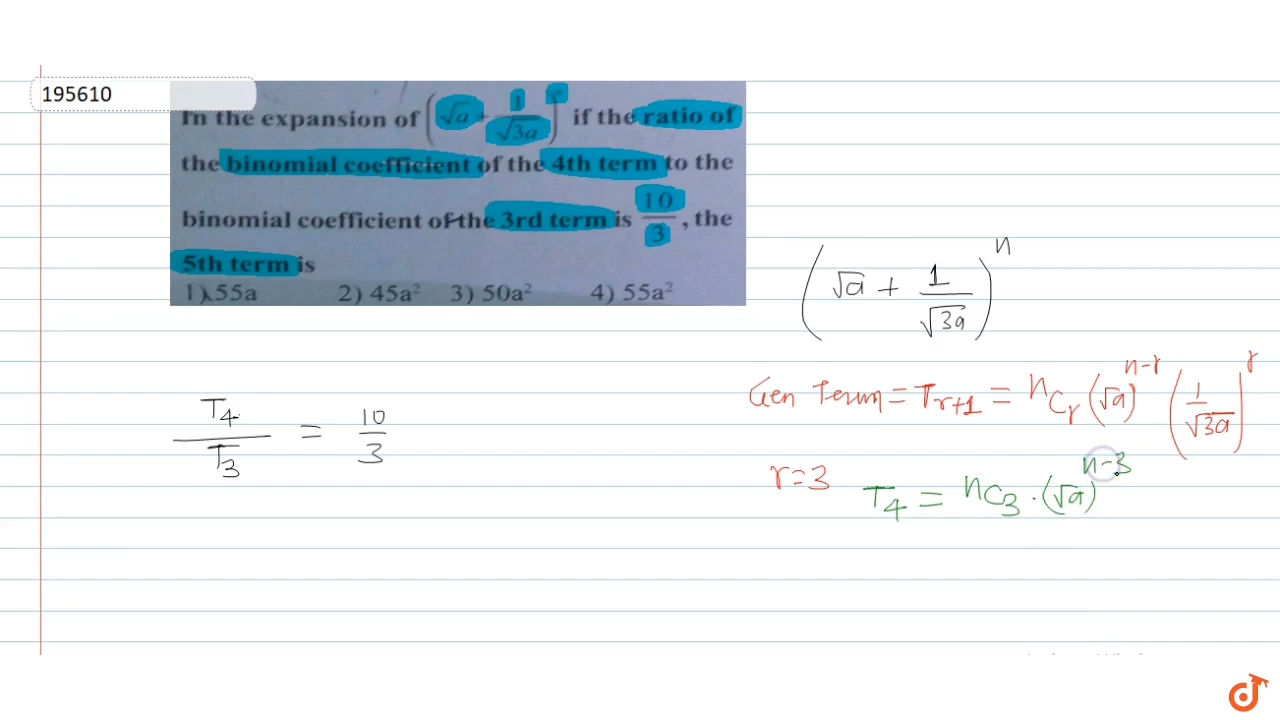 195610
In the expansion of (√a + 1/√3a)ⁿ if the ratio of
the binomial coefficient of the 4th term to the
binomial coefficient of the 3rd term is 10/3, the
5th term is
1) 55a 2) 45a² 3) 50a² 4) 55a²
(√a + 1/√3a)ⁿ
Gen Term = Tr+1 = nCr (√a)^n-r (1/√3a)^r
T4/T3 = 10/3
r=3 T4 = nC3 · (√a)^n-3